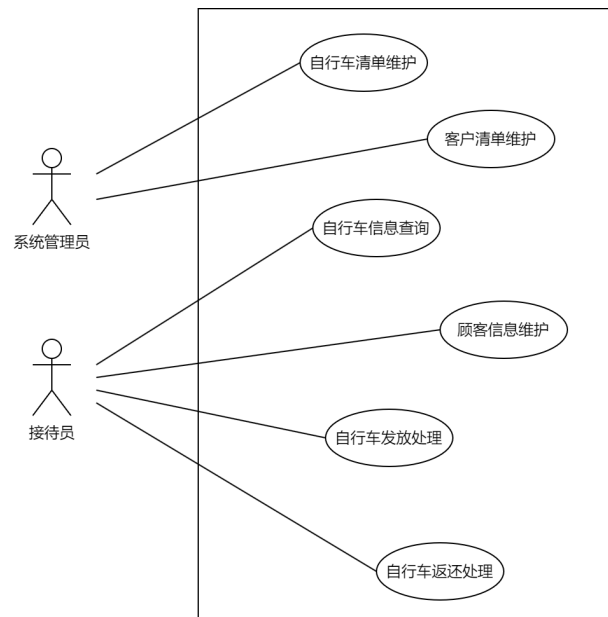 自行车清单维护
客户清单维护
系统管理员
自行车信息查询
顾客信息维护
接待员
自行车发放处理
自行车返还处理